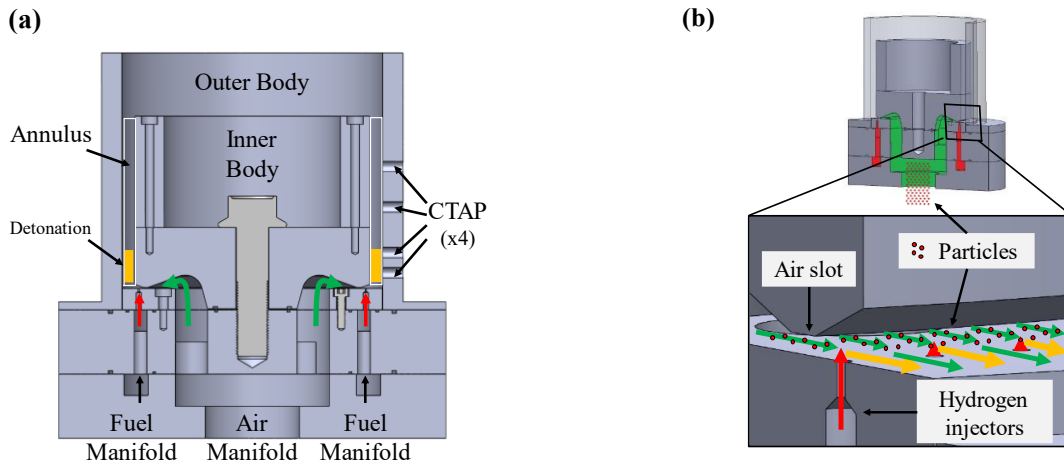 (a)
Outer Body
Annulus
Inner
Body
CTAP
(x4)
Detonation
Fuel
Manifold
Air
Manifold
Fuel
Manifold
(b)
Particles
Air slot
Hydrogen
injectors